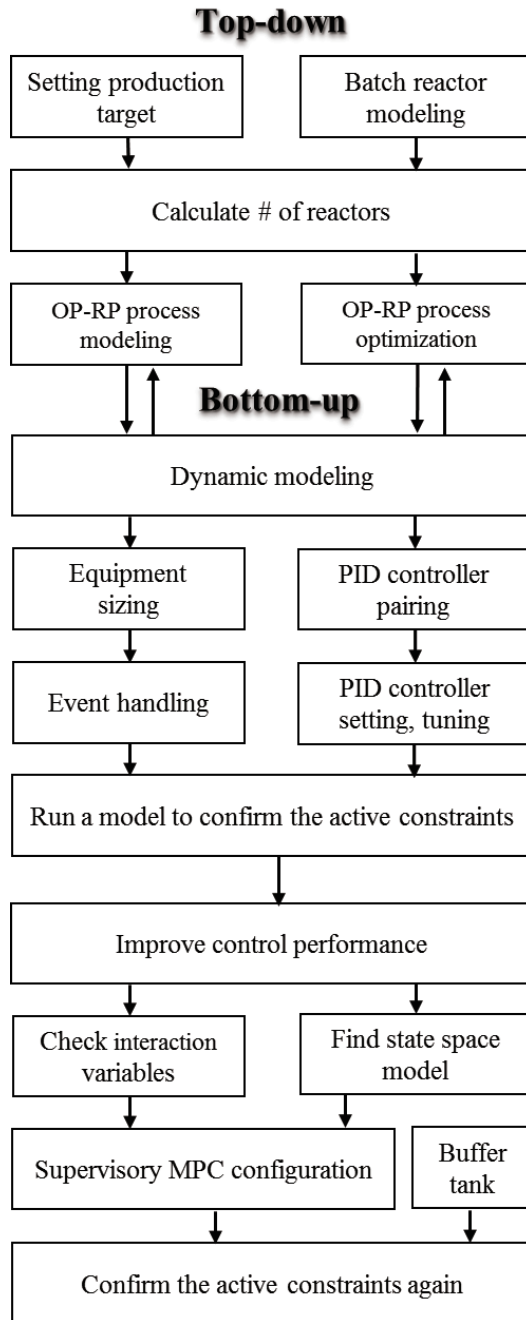 Top-down
Setting production
target
Batch reactor
modeling
Calculate # of reactors
OP-RP process
modeling
OP-RP process
optimization
Bottom-up
Dynamic modeling
Equipment
sizing
PID controller
pairing
Event handling
PID controller
setting, tuning
Run a model to confirm the active constraints
Improve control performance
Check interaction
variables
Find state space
model
Supervisory MPC configuration
Buffer
tank
Confirm the active constraints again